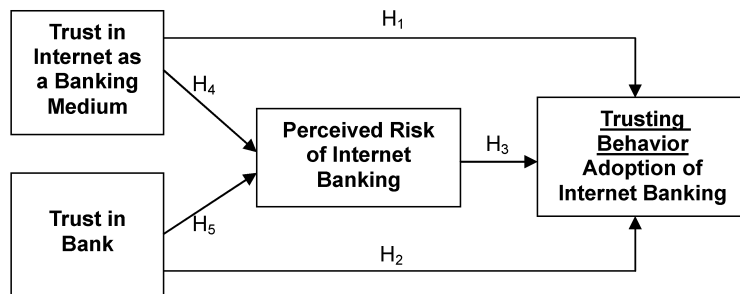 Trust in
Internet as
a Banking
Medium
H1
H4
Perceived Risk
of Internet
Banking
H3
Trusting
Behavior
Adoption of
Internet Banking
Trust in
Bank
H5
H2